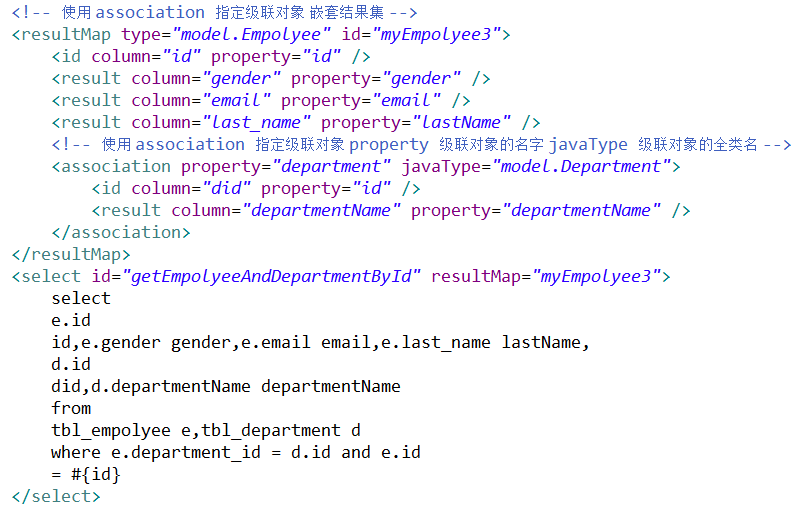 <!-- 使用association 指定级联对象 嵌套结果集 -->
<resultMap type="model.Empolyee" id="myEmpolyee3">
<id column="id" property="id" />
<result column="gender" property="gender" />
<result column="email" property="email" />
<result column="last_name" property="lastName" />
<!-- 使用association 指定级联对象 property 级联对象的名字 javaType 级联对象的全类名 -->
<association property="department" javaType="model.Department">
<id column="did" property="id" />
<result column="departmentName" property="departmentName" />
</association>
</resultMap>
<select id="getEmpolyeeAndDepartmentById" resultMap="myEmpolyee3">
select
e.id
id,e.gender gender,e.email email,e.last_name lastName,
d.id
did,d.departmentName departmentName
from
tbl_empolyee e,tbl_department d
where e.department_id = d.id and e.id
= #{id}
</select>